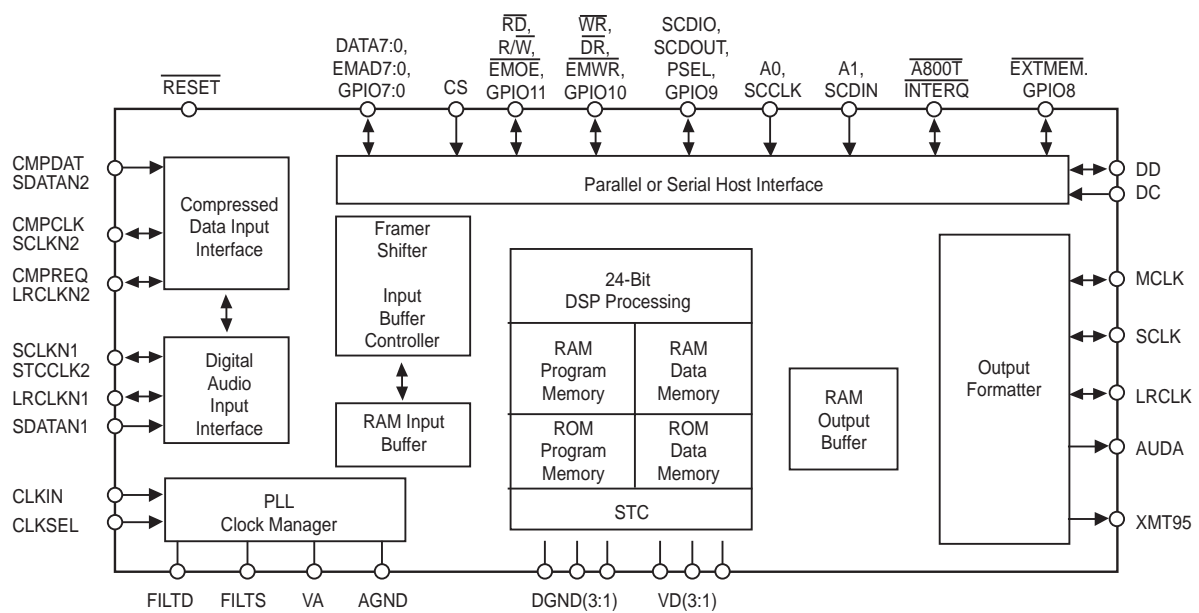 RESET
DATA7:0,
EMAD7:0,
GPIO7:0
CS
RD,
R/W,
EMOE,
GPIO11
WR,
DR,
EMWR,
GPIO10
SCDIO,
SCDOUT,
PSEL,
GPIO9
A0,
SCCLK
A1,
SCDIN
A800T
INTERQ
EXTMEM.
GPIO8
CMPDAT
SDATAN2
CMPCLK
SCLKN2
CMPREQ
LRCLKN2
SCLKN1
STCCLK2
LRCLKN1
SDATAN1
CLKIN
CLKSEL
Compressed
Data Input
Interface
Digital
Audio
Input
Interface
PLL
Clock Manager
Parallel or Serial Host Interface
Framer
Shifter
Input
Buffer
Controller
RAM Input
Buffer
24-Bit
DSP Processing
RAM
Program
Memory
RAM
Data
Memory
ROM
Program
Memory
ROM
Data
Memory
STC
RAM
Output
Buffer
Output
Formatter
DD
DC
MCLK
SCLK
LRCLK
AUDA
XMT95
FILTD
FILTS
VA
AGND
DGND(3:1)
VD(3:1)